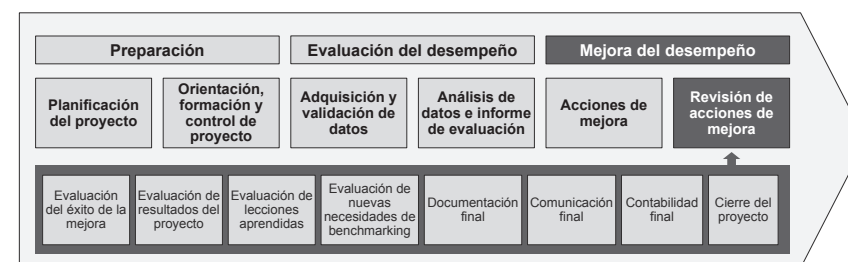 Preparación
Evaluación del desempeño
Mejora del desempeño
Planificación
del proyecto
Orientación,
formación y
control de
proyecto
Adquisición y
validación de
datos
Análisis de
datos e informe
de evaluación
Acciones de
mejora
Revisión de
acciones de
mejora
Evaluación
del éxito de la
mejora
Evaluación de
resultados del
proyecto
Evaluación de
lecciones
aprendidas
Evaluación de
nuevas
necesidades de
benchmarking
Documentación
final
Comunicación
final
Contabilidad
final
Cierre del
proyecto